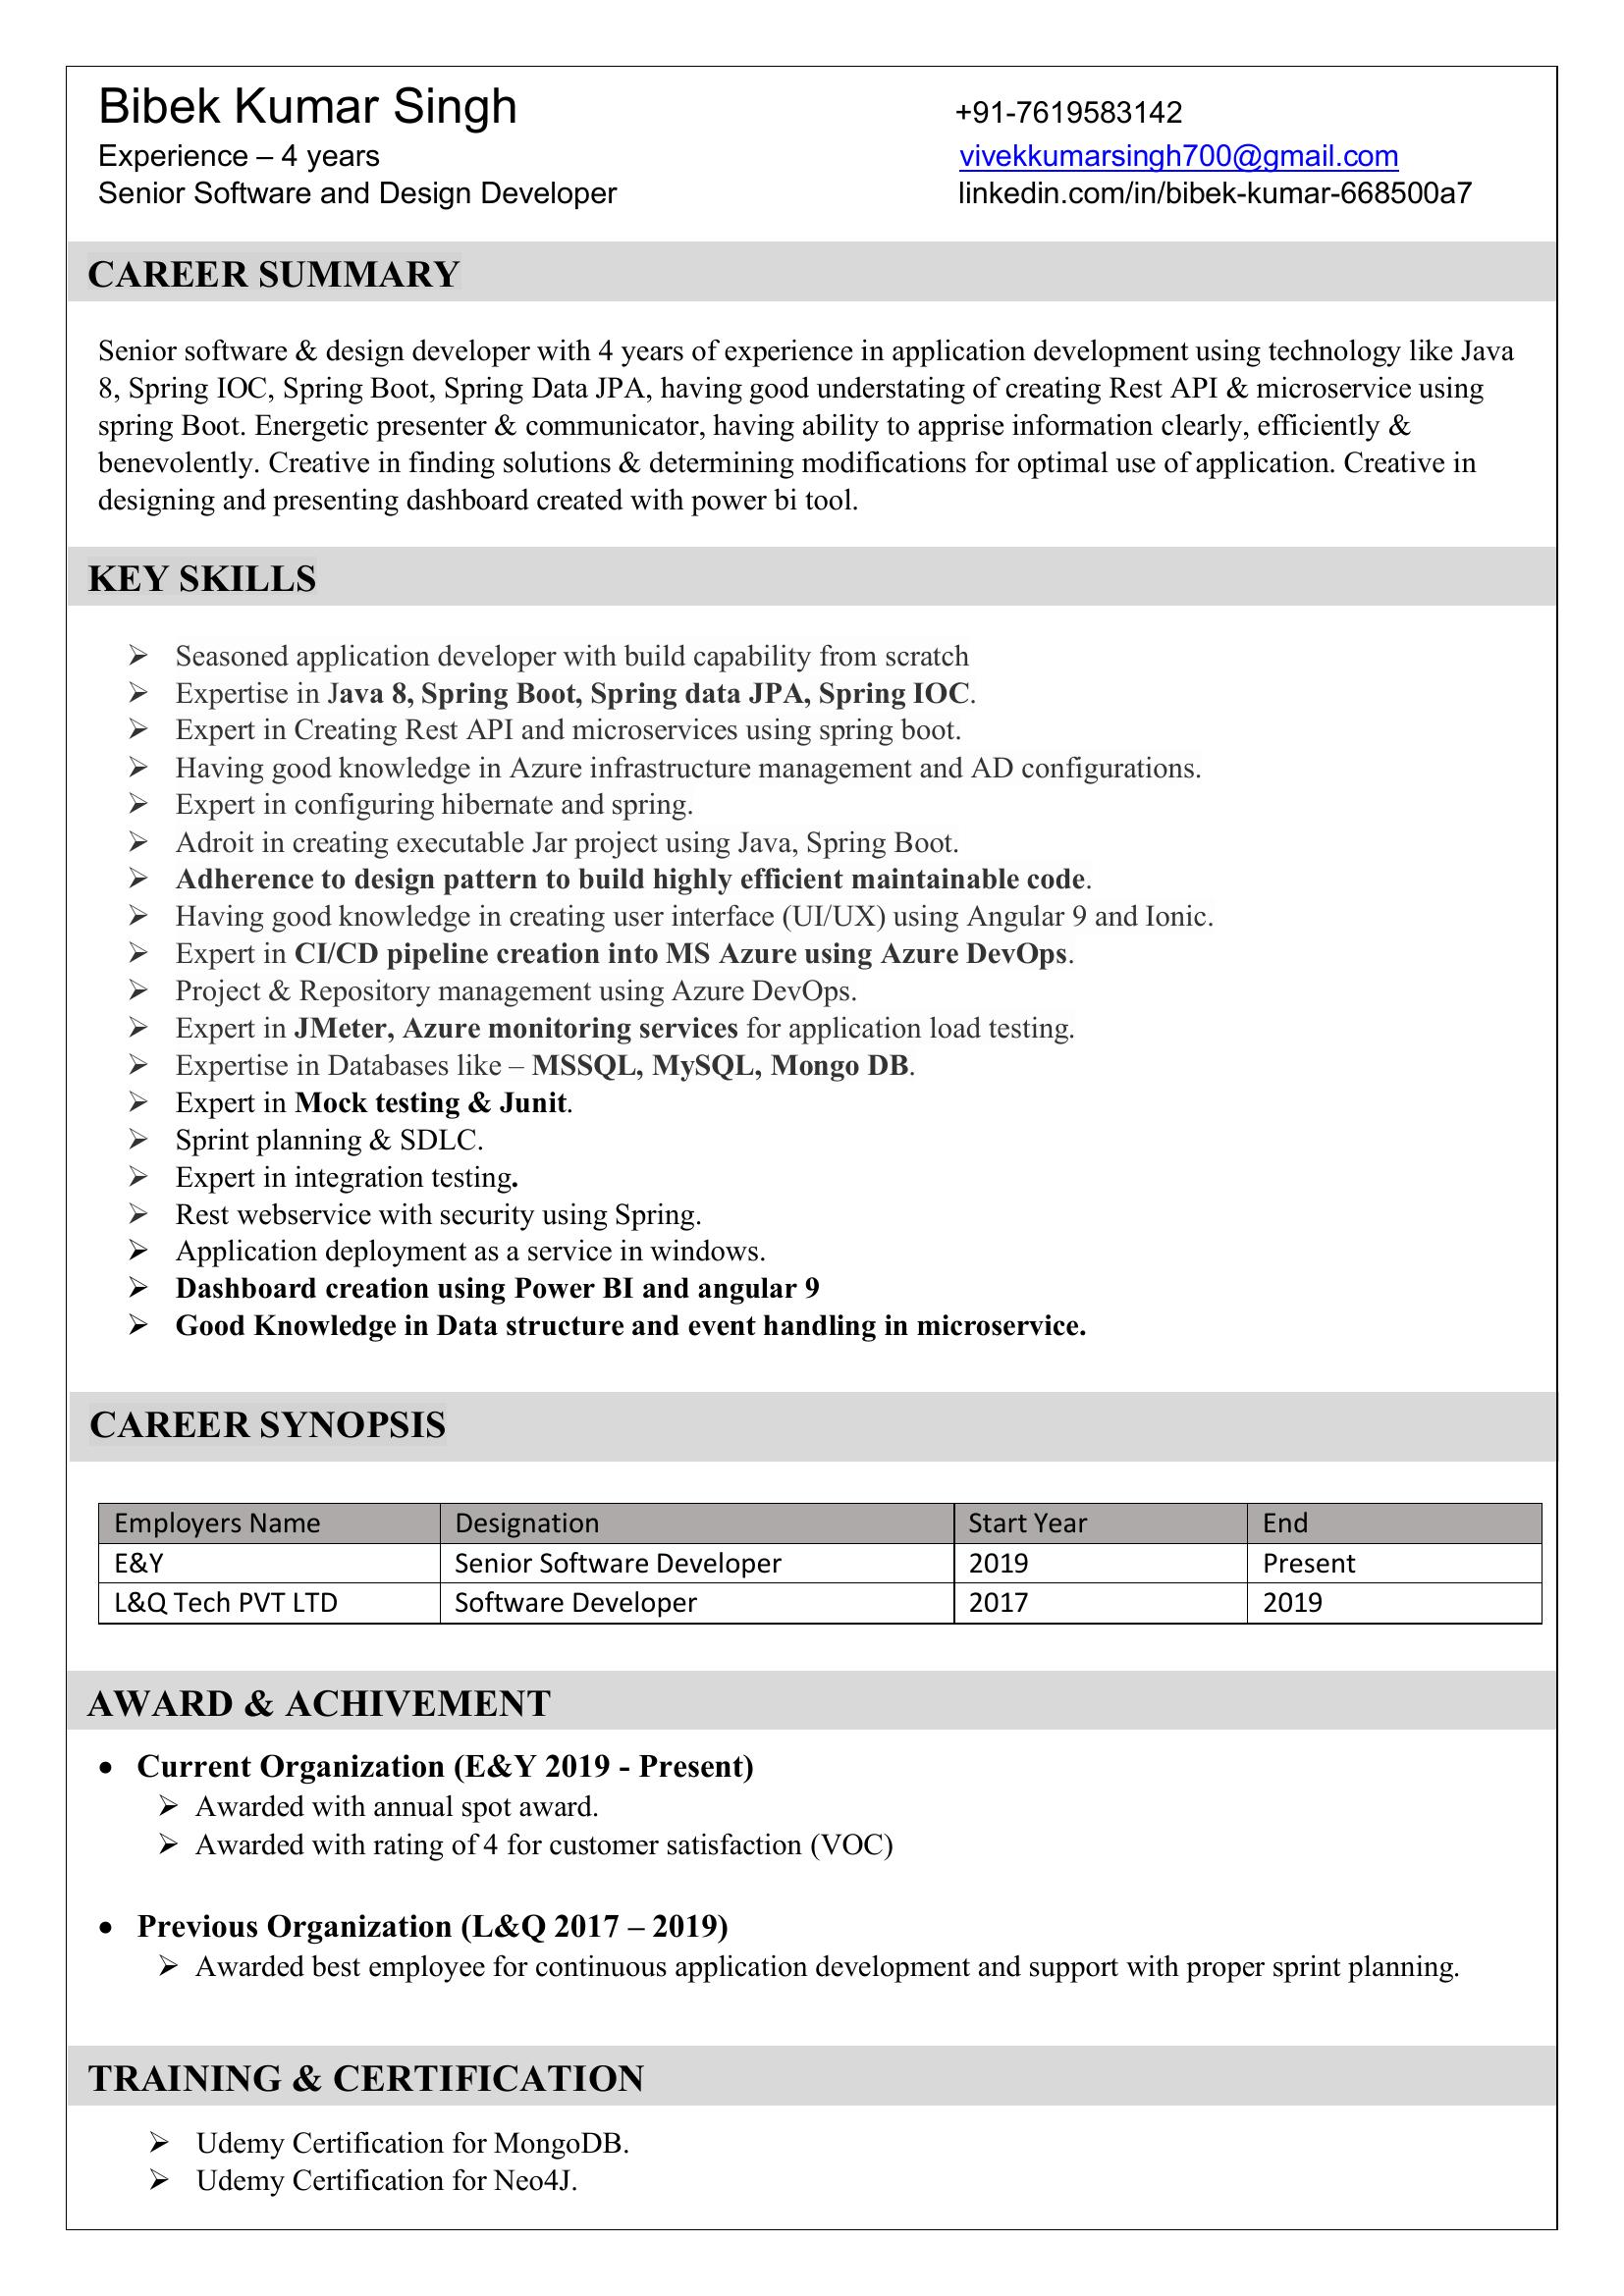 Bibek Kumar Singh +91-7619583142
Experience – 4 years vivekkumarsingh700@gmail.com
Senior Software and Design Developer linkedin.com/in/bibek-kumar-668500a7
CAREER SUMMARY
Senior software & design developer with 4 years of experience in application development using technology like Java
8, Spring IOC, Spring Boot, Spring Data JPA, having good understating of creating Rest API & microservice using
spring Boot. Energetic presenter & communicator, having ability to apprise information clearly, efficiently &
benevolently. Creative in finding solutions & determining modifications for optimal use of application. Creative in
designing and presenting dashboard created with power bi tool.
KEY SKILLS
➢ Seasoned application developer with build capability from scratch
➢ Expertise in Java 8, Spring Boot, Spring data JPA, Spring IOC.
➢ Expert in Creating Rest API and microservices using spring boot.
➢ Having good knowledge in Azure infrastructure management and AD configurations.
➢ Expert in configuring hibernate and spring.
➢ Adroit in creating executable Jar project using Java, Spring Boot.
➢ Adherence to design pattern to build highly efficient maintainable code.
➢ Having good knowledge in creating user interface (UI/UX) using Angular 9 and Ionic.
➢ Expert in CI/CD pipeline creation into MS Azure using Azure DevOps.
➢ Project & Repository management using Azure DevOps.
➢ Expert in JMeter, Azure monitoring services for application load testing.
➢ Expertise in Databases like – MSSQL, MySQL, Mongo DB.
➢ Expert in Mock testing & Junit.
➢ Sprint planning & SDLC.
➢ Expert in integration testing.
➢ Rest webservice with security using Spring.
➢ Application deployment as a service in windows.
➢ Dashboard creation using Power BI and angular 9
➢ Good Knowledge in Data structure and event handling in microservice.
CAREER SYNOPSIS
Employers Name Designation Start Year End
E&Y Senior Software Developer 2019 Present
L&Q Tech PVT LTD Software Developer 2017 2019
AWARD & ACHIVEMENT
• Current Organization (E&Y 2019 - Present)
➢ Awarded with annual spot award.
➢ Awarded with rating of 4 for customer satisfaction (VOC)
• Previous Organization (L&Q 2017 – 2019)
➢ Awarded best employee for continuous application development and support with proper sprint planning.
TRAINING & CERTIFICATION
➢ Udemy Certification for MongoDB.
➢ Udemy Certification for Neo4J.